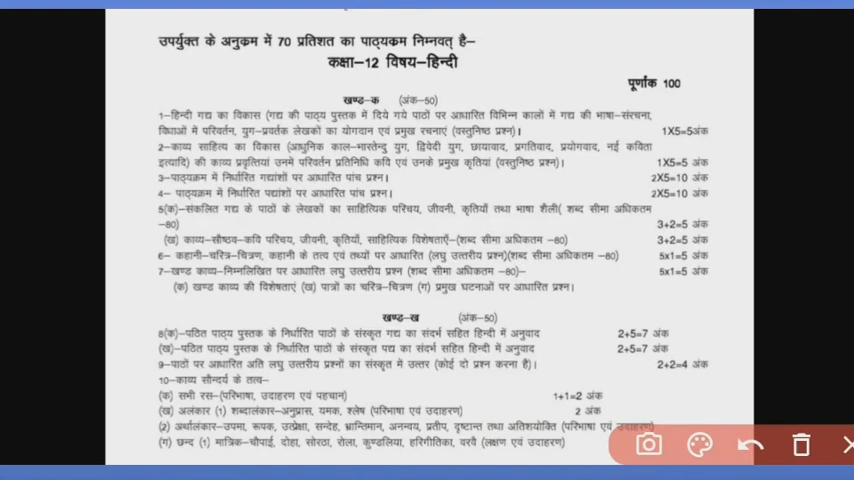 उपर्युक्त के अनुक्रम में 70 प्रतिशत का पाठ्यक्रम निम्नवत् है–
कक्षा–12 विषय–हिन्दी
पूर्णांक 100
खण्ड–क (अंक–50)
1–हिन्दी गद्य का विकास (गद्य की पाठ्य पुस्तक में दिये गये पाठों पर आधारित विभिन्न कालों में गद्य की भाषा–संरचना,
विधाओं में परिवर्तन, युग–प्रवर्तक लेखकों का योगदान एवं प्रमुख रचनाएं (वस्तुनिष्ठ प्रश्न)। 1X5=5अंक
2–काव्य साहित्य का विकास (आधुनिक काल–भारतेन्दु युग, द्विवेदी युग, छायावाद, प्रगतिवाद, प्रयोगवाद, नई कविता
इत्यादि) की काव्य प्रवृत्तियां उनमे परिवर्तन प्रतिनिधि कवि एवं उनके प्रमुख कृतियां (वस्तुनिष्ठ प्रश्न)। 1X5=5 अंक
3–पाठ्यक्रम में निर्धारित गद्यांशों पर आधारित पांच प्रश्न। 2X5=10 अंक
4– पाठ्यक्रम में निर्धारित पद्यांशों पर आधारित पांच प्रश्न। 2X5=10 अंक
5(क)–संकलित गद्य के पाठों के लेखकों का साहित्यिक परिचय, जीवनी, कृतियाँ तथा भाषा शैली( शब्द सीमा अधिकतम
–80) 3+2=5 अंक
(ख) काव्य–सौष्ठव–कवि परिचय, जीवनी, कृतियाँ, साहित्यिक विशेषताएँ–(शब्द सीमा अधिकतम –80) 3+2=5 अंक
6– कहानी–चरित्र–चित्रण, कहानी के तत्व एवं तथ्यों पर आधारित (लघु उत्तरीय प्रश्न)(शब्द सीमा अधिकतम –80) 5x1=5 अंक
7–खण्ड काव्य–निम्नलिखित पर आधारित लघु उत्तरीय प्रश्न (शब्द सीमा अधिकतम –80)– 5x1=5 अंक
(क) खण्ड काव्य की विशेषताएं (ख) पात्रों का चरित्र–चित्रण (ग) प्रमुख घटनाओं पर आधारित प्रश्न।
खण्ड–ख (अंक–50)
8(क)–पठित पाठ्य पुस्तक के निर्धारित पाठों के संस्कृत गद्य का संदर्भ सहित हिन्दी में अनुवाद 2+5=7 अंक
(ख)–पठित पाठ्य पुस्तक के निर्धारित पाठों के संस्कृत पद्य का संदर्भ सहित हिन्दी में अनुवाद 2+5=7 अंक
9–पाठों पर आधारित अति लघु उत्तरीय प्रश्नों का संस्कृत मे उत्तर (कोई दो प्रश्न करना है)। 2+2=4 अंक
10–काव्य सौन्दर्य के तत्व–
(क) सभी रस–(परिभाषा, उदाहरण एवं पहचान) 1+1=2 अंक
(ख) अलंकार (1) शब्दालंकार–अनुप्रास, यमक, श्लेष (परिभाषा एवं उदाहरण) 2 अंक
(2) अर्थालंकार–उपमा, रूपक, उत्प्रेक्षा, सन्देह, भ्रान्तिमान, अनन्वय, प्रतीप, दृष्टान्त तथा अतिशयोक्ति (परिभाषा एवं उदाहरण)
(ग) छन्द (1) मात्रिक–चौपाई, दोहा, सोरठा, रोला, कुण्डलिया, हरिगीतिका, वरवै (लक्षण एवं उदाहरण)